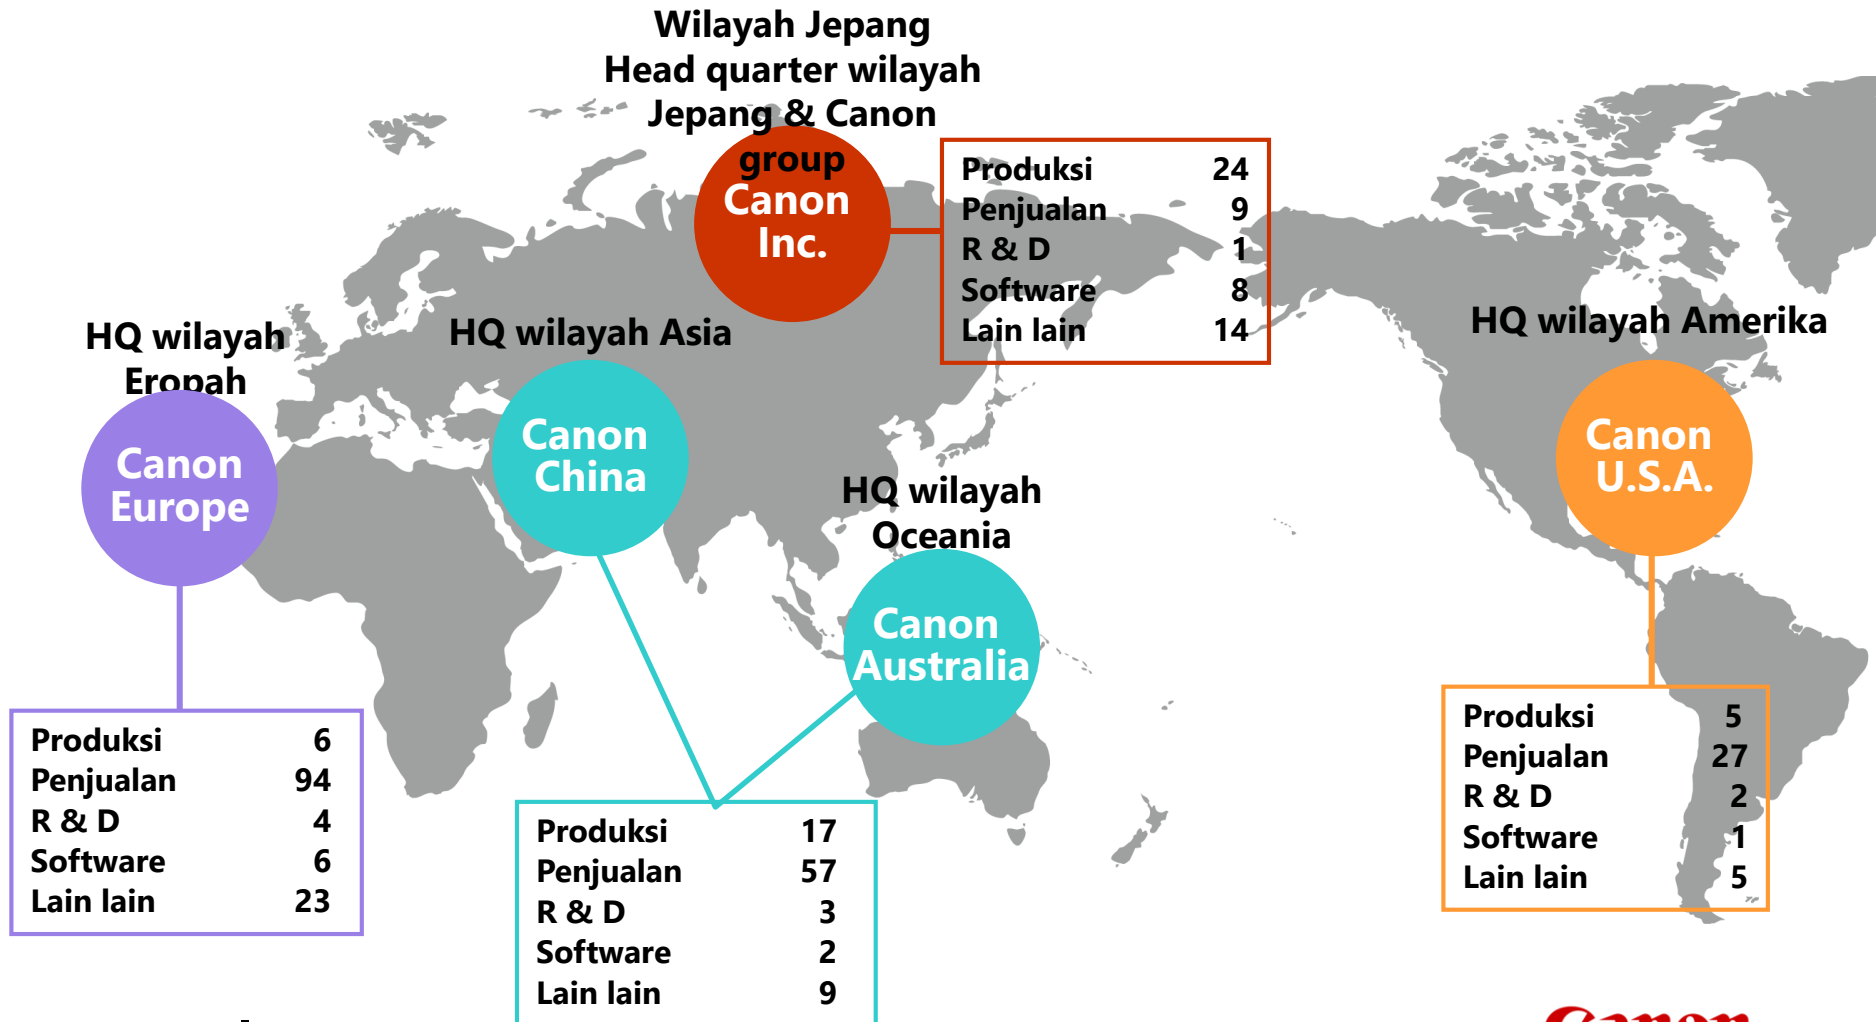 Wilayah Jepang
Head quarter wilayah
Jepang & Canon
group
Canon
Inc.
Produksi 24
Penjualan 9
R & D 1
Software 8
Lain lain 14
HQ wilayah
Eropah
Canon
Europe
Produksi 6
Penjualan 94
R & D 4
Software 6
Lain lain 23
HQ wilayah Asia
Canon
China
HQ wilayah
Oceania
Canon
Australia
Produksi 17
Penjualan 57
R & D 3
Software 2
Lain lain 9
HQ wilayah Amerika
Canon
U.S.A.
Produksi 5
Penjualan 27
R & D 2
Software 1
Lain lain 5
Canon